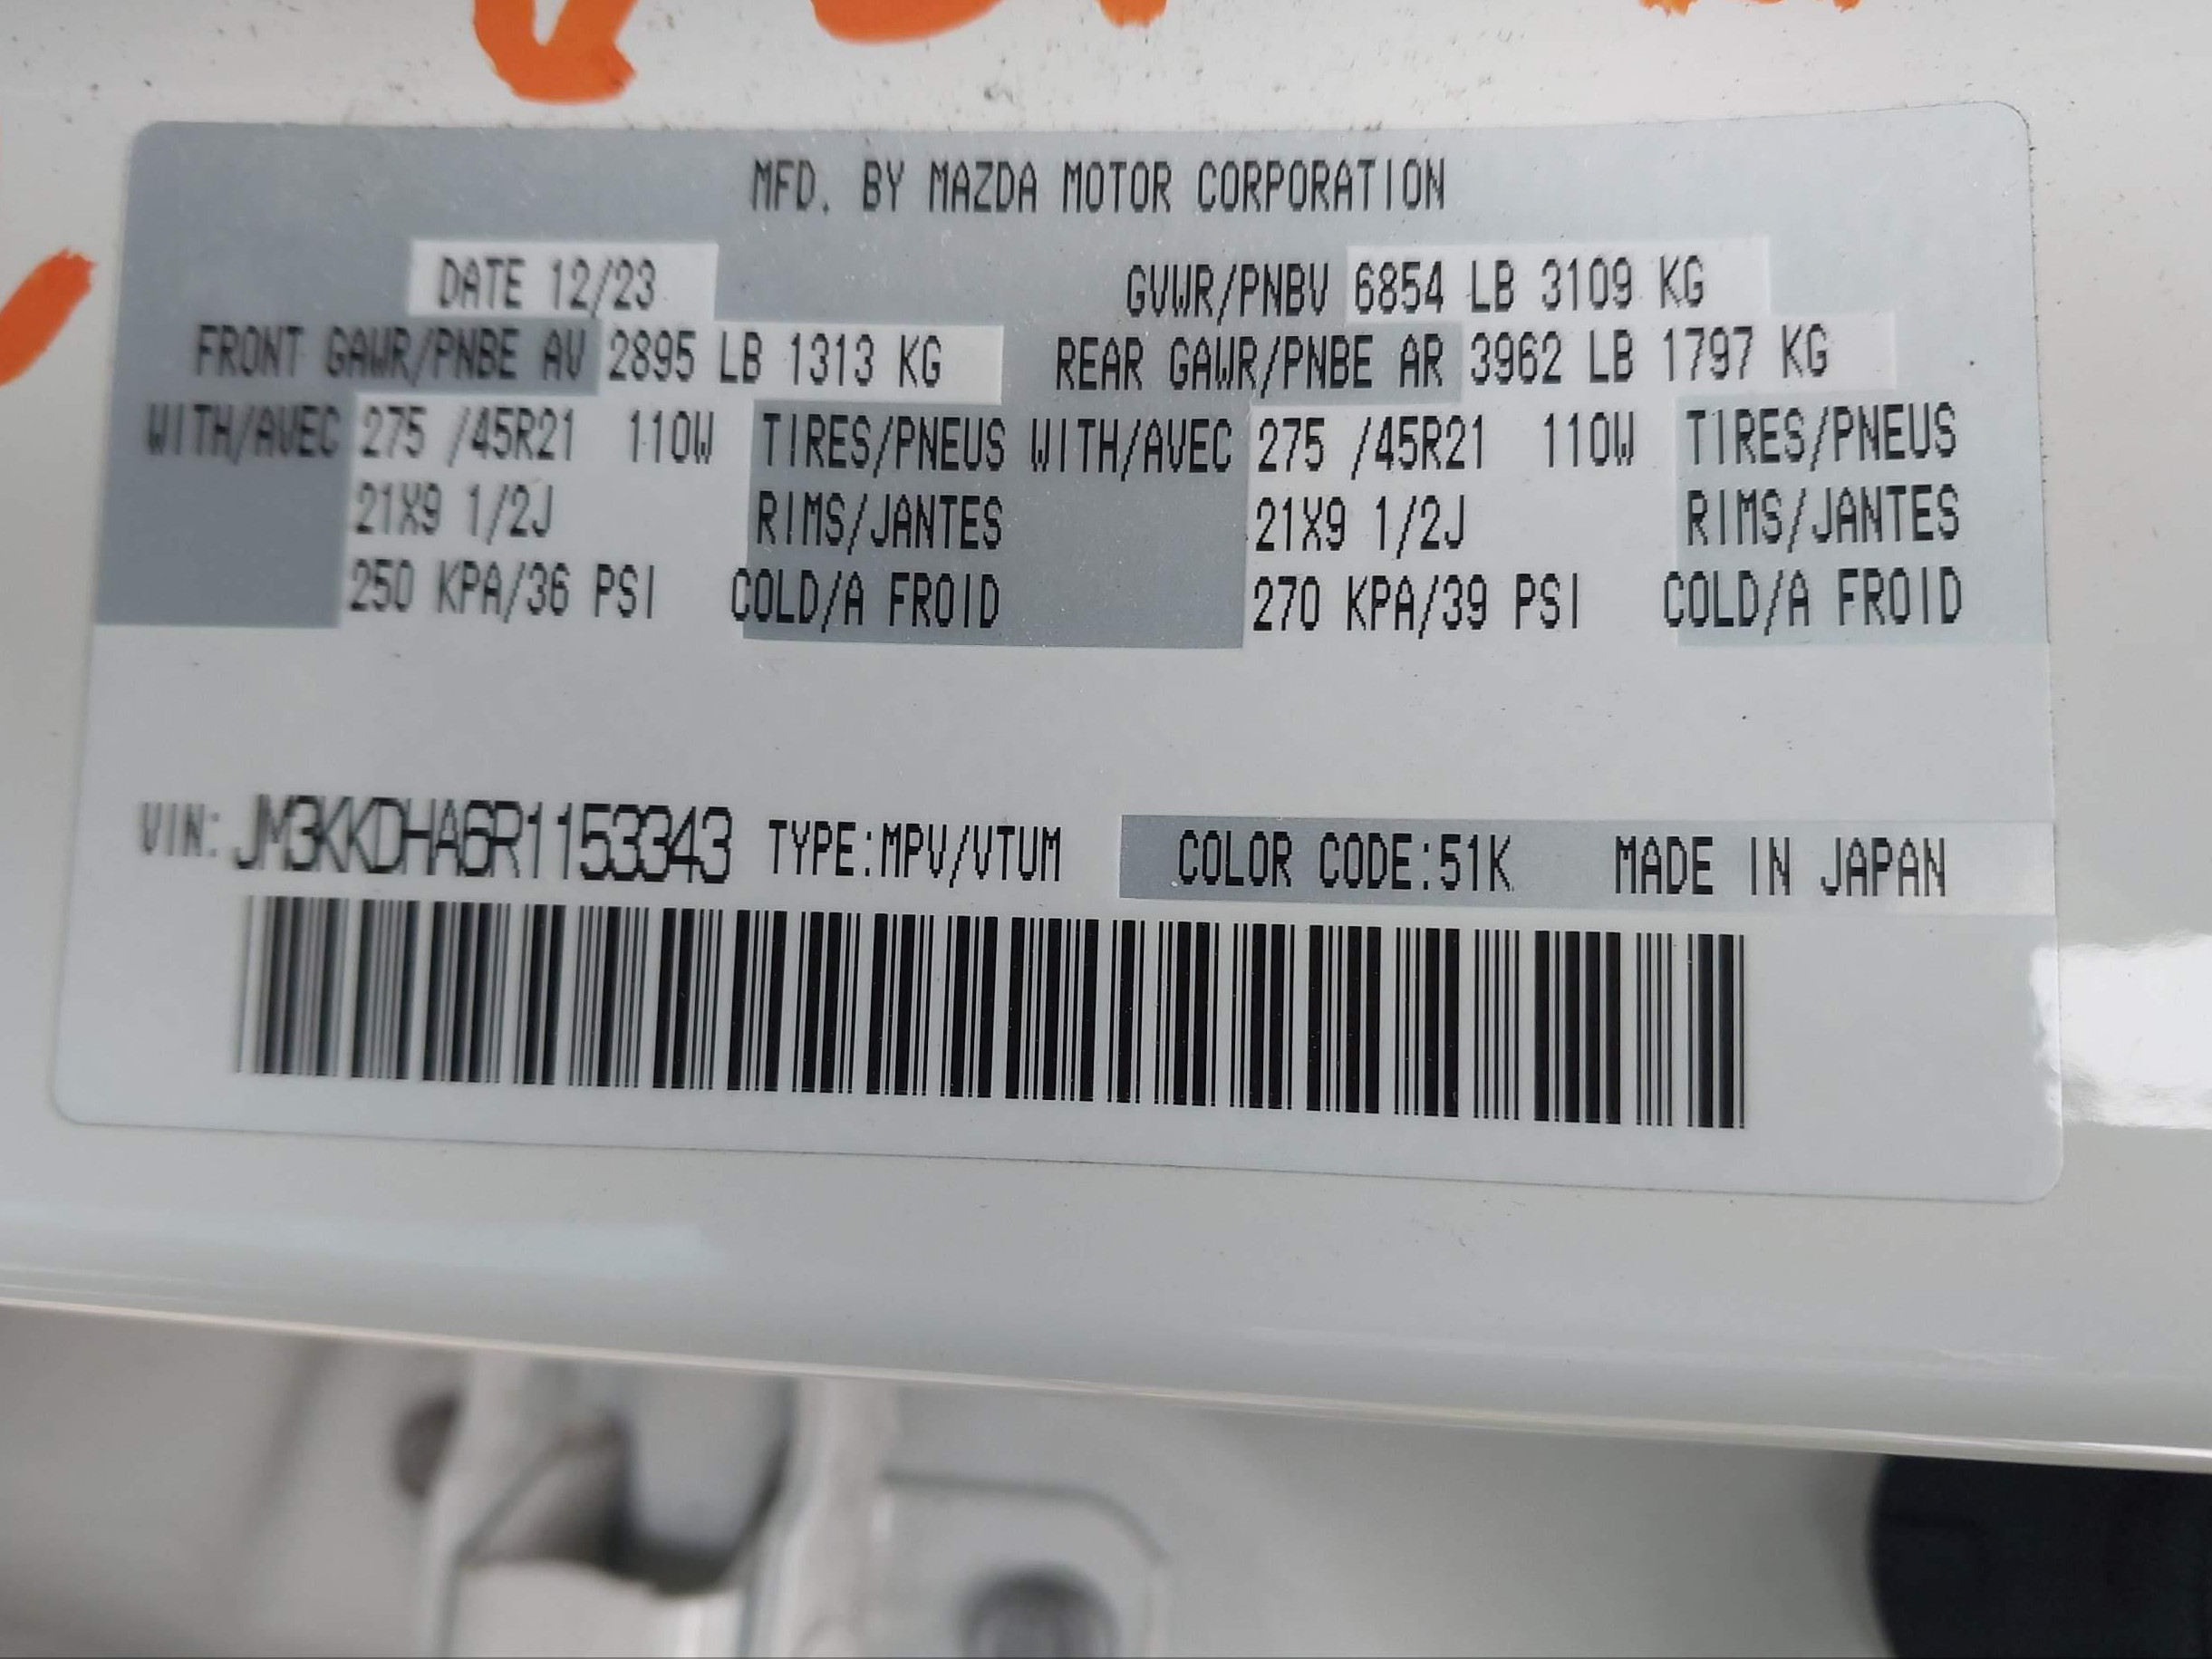 MFD. BY MAZDA MOTOR CORPORATION
DATE 12/23 GVWR/PNBV 6854 LB 3109 KG
FRONT GAWR/PNBE AV 2895 LB 1313 KG REAR GAWR/PNBE AR 3962 LB 1797 KG
WITH/AVEC 275 /45R21 110W TIRES/PNEUS WITH/AVEC 275 /45R21 110W TIRES/PNEUS
21X9 1/2J RIMS/JANTES 21X9 1/2J RIMS/JANTES
250 KPA/36 PSI COLD/A FROID 270 KPA/39 PSI COLD/A FROID
VIN: JM3KKDHA6R1153343 TYPE:MPV/VTUM COLOR CODE:51K MADE IN JAPAN